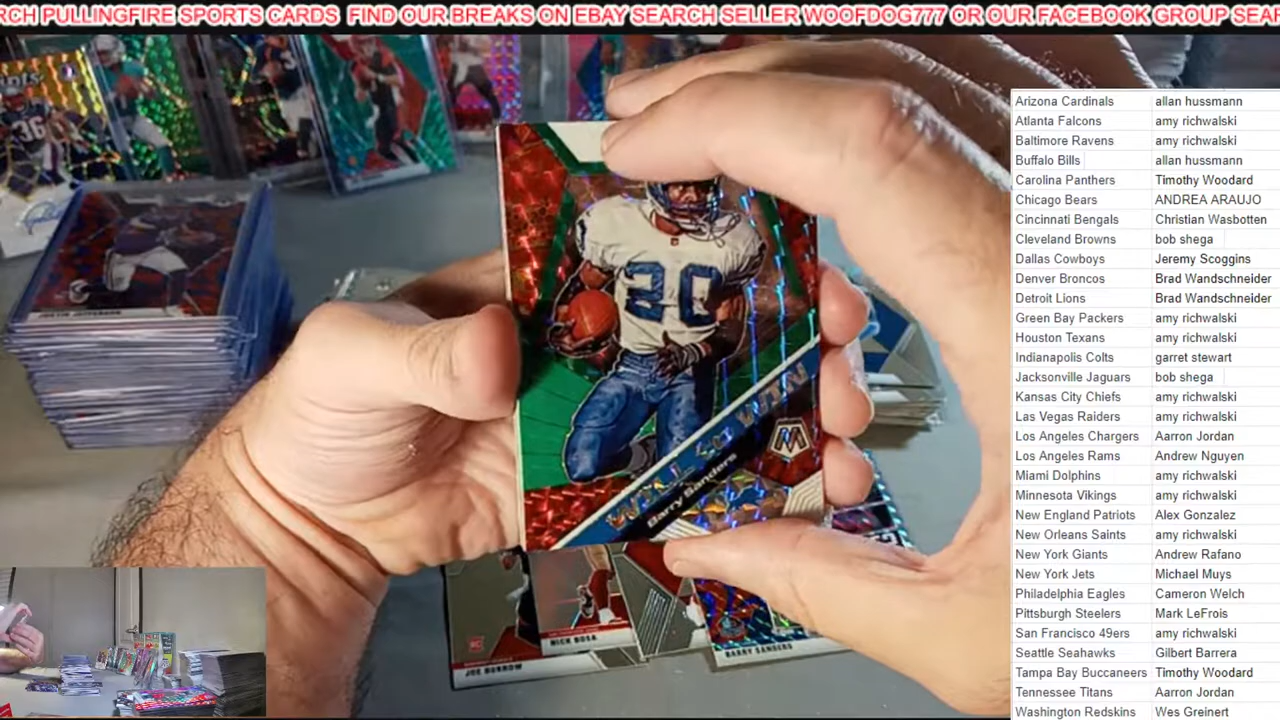 RCH PULLINGFIRE SPORTS CARDS FIND OUR BREAKS ON EBAY SEARCH SELLER WOOFDOG777 OR OUR FACEBOOK GROUP SEAR
Arizona Cardinals allan hussmann
Atlanta Falcons amy richwalski
Baltimore Ravens amy richwalski
Buffalo Bills allan hussmann
Carolina Panthers Timothy Woodard
Chicago Bears ANDREA ARAUJO
Cincinnati Bengals Christian Wasbotten
Cleveland Browns bob shega
Dallas Cowboys Jeremy Scoggins
Denver Broncos Brad Wandschneider
Detroit Lions Brad Wandschneider
Green Bay Packers amy richwalski
Houston Texans amy richwalski
Indianapolis Colts garret stewart
Jacksonville Jaguars bob shega
Kansas City Chiefs amy richwalski
Las Vegas Raiders amy richwalski
Los Angeles Chargers Aarron Jordan
Los Angeles Rams Andrew Nguyen
Miami Dolphins amy richwalski
Minnesota Vikings amy richwalski
New England Patriots Alex Gonzalez
New Orleans Saints amy richwalski
New York Giants Andrew Rafano
New York Jets Michael Muys
Philadelphia Eagles Cameron Welch
Pittsburgh Steelers Mark LeFrois
San Francisco 49ers amy richwalski
Seattle Seahawks Gilbert Barrera
Tampa Bay Buccaneers Timothy Woodard
Tennessee Titans Aarron Jordan
Washington Redskins Wes Greinert
36
JUSTIN JEFFERSON
20
WILL TO WIN
Barry Sanders
M
RC
JOE BURROW
NICK BOSA
BARRY SANDERS